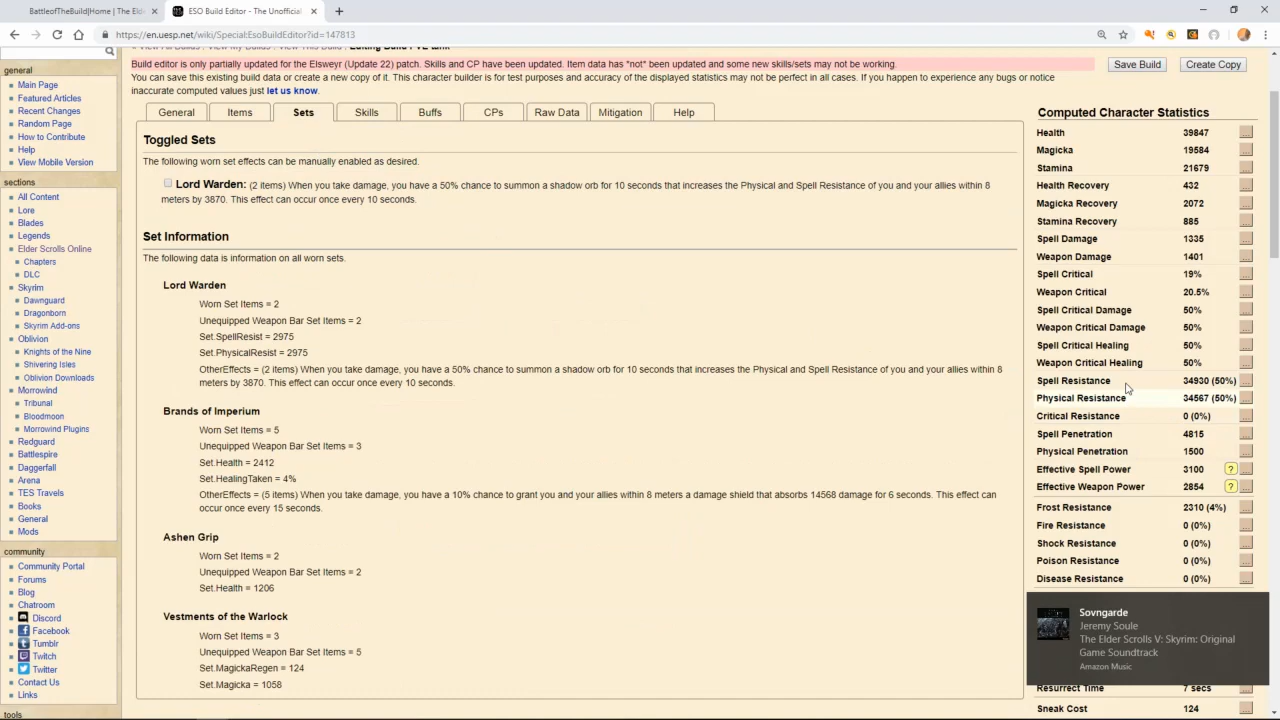 BattleoftheBuild|Home | The Elde
ESO Build Editor - The Unofficial
https://en.uesp.net/wiki/Special:EsoBuildEditor?id=147813
general
Main Page
Featured Articles
Recent Changes
Random Page
How to Contribute
Help
View Mobile Version
sections
All Content
Lore
Blades
Legends
Elder Scrolls Online
Chapters
DLC
Skyrim
Dawnguard
Dragonborn
Skyrim Add-ons
Oblivion
Knights of the Nine
Shivering Isles
Oblivion Downloads
Morrowind
Tribunal
Bloodmoon
Morrowind Plugins
Redguard
Battlespire
Daggerfall
Arena
TES Travels
Books
General
Mods
community
Community Portal
Forums
Blog
Chatroom
Discord
Facebook
Tumblr
Twitch
Twitter
Contact Us
Links
tools
Build editor is only partially updated for the Elsweyr (Update 22) patch. Skills and CP have been updated. Item data has *not* been updated and some new skills/sets may not be working.
You can save this existing build data or create a new copy of it. This character builder is for test purposes and accuracy of the displayed statistics may not be perfect in all cases. If you happen to experience any bugs or notice
inaccurate computed values just let us know.
Save Build
Create Copy
General Items Sets Skills Buffs CPs Raw Data Mitigation Help
Toggled Sets
The following worn set effects can be manually enabled as desired.
Lord Warden: (2 items) When you take damage, you have a 50% chance to summon a shadow orb for 10 seconds that increases the Physical and Spell Resistance of you and your allies within 8
meters by 3870. This effect can occur once every 10 seconds.
Set Information
The following data is information on all worn sets.
Lord Warden
Worn Set Items = 2
Unequipped Weapon Bar Set Items = 2
Set.SpellResist = 2975
Set.PhysicalResist = 2975
OtherEffects = (2 items) When you take damage, you have a 50% chance to summon a shadow orb for 10 seconds that increases the Physical and Spell Resistance of you and your allies within 8
meters by 3870. This effect can occur once every 10 seconds.
Brands of Imperium
Worn Set Items = 5
Unequipped Weapon Bar Set Items = 3
Set.Health = 2412
Set.HealingTaken = 4%
OtherEffects = (5 items) When you take damage, you have a 10% chance to grant you and your allies within 8 meters a damage shield that absorbs 14568 damage for 6 seconds. This effect can
occur once every 15 seconds.
Ashen Grip
Worn Set Items = 2
Unequipped Weapon Bar Set Items = 2
Set.Health = 1206
Vestments of the Warlock
Worn Set Items = 3
Unequipped Weapon Bar Set Items = 5
Set.MagickaRegen = 124
Set.Magicka = 1058
Computed Character Statistics
Health 39847 ...
Magicka 19584 ...
Stamina 21679 ...
Health Recovery 432 ...
Magicka Recovery 2072 ...
Stamina Recovery 885 ...
Spell Damage 1335 ...
Weapon Damage 1401 ...
Spell Critical 19% ...
Weapon Critical 20.5% ...
Spell Critical Damage 50% ...
Weapon Critical Damage 50% ...
Spell Critical Healing 50% ...
Weapon Critical Healing 50% ...
Spell Resistance 34930 (50%) ...
Physical Resistance 34567 (50%) ...
Critical Resistance 0 (0%) ...
Spell Penetration 4815 ...
Physical Penetration 1500 ...
Effective Spell Power 3100 ? ...
Effective Weapon Power 2854 ? ...
Frost Resistance 2310 (4%) ...
Fire Resistance 0 (0%) ...
Shock Resistance 0 (0%) ...
Poison Resistance 0 (0%) ...
Disease Resistance 0 (0%) ...
Sovngarde
Jeremy Soule
The Elder Scrolls V: Skyrim: Original
Game Soundtrack
Amazon Music
Resurrect Time 7 secs ...
Sneak Cost 124 ...